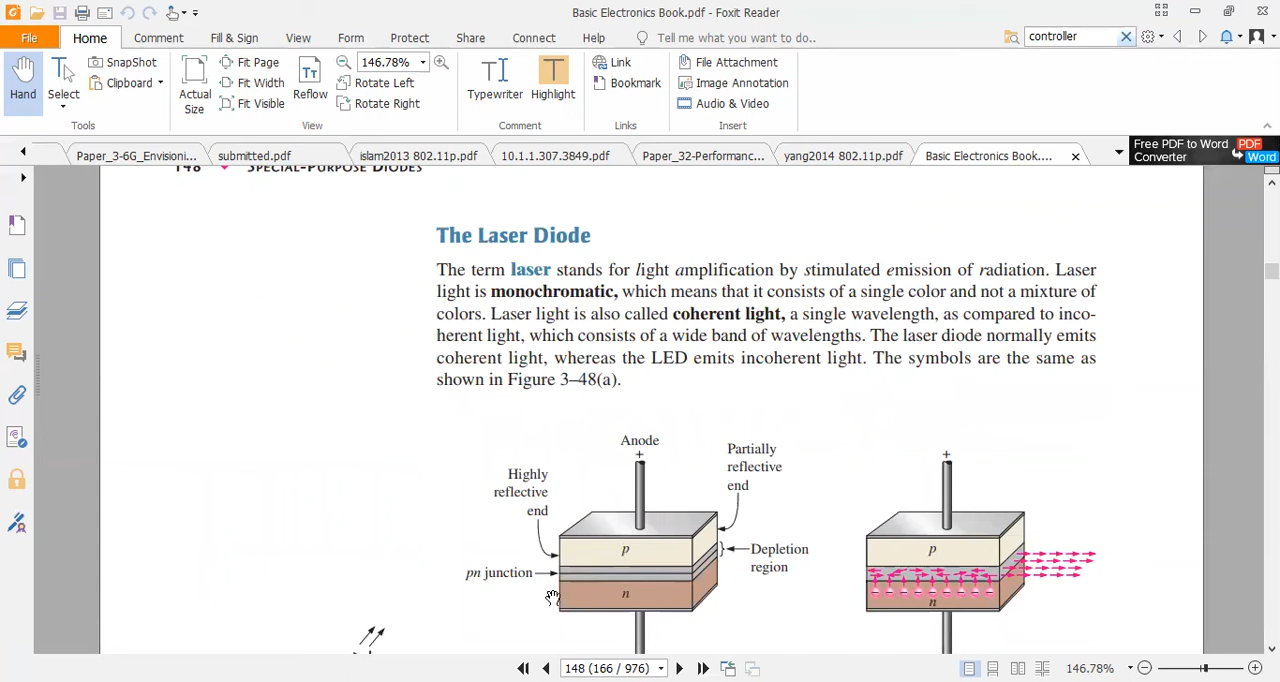 Basic Electronics Book.pdf - Foxit Reader
File Home Comment Fill & Sign View Form Protect Share Connect Help Tell me what you want to do.. controller
Hand
Select
SnapShot
Clipboard
Actual Size
Fit Page
Fit Width
Fit Visible
Reflow
146.78%
Rotate Left
Rotate Right
Typewriter
Highlight
Link
Bookmark
File Attachment
Image Annotation
Audio & Video
Tools View Comment Links Insert
Paper_3-6G_Envisioni... submitted.pdf islam2013 802.11p.pdf 10.1.1.307.3849.pdf Paper_32-Performanc... yang2014 802.11p.pdf Basic Electronics Book....
Free PDF to Word
Converter
PDF
Word
148 SPECIAL-PURPOSE DIODES
The Laser Diode
The term laser stands for light amplification by stimulated emission of radiation. Laser
light is monochromatic, which means that it consists of a single color and not a mixture of
colors. Laser light is also called coherent light, a single wavelength, as compared to inco-
herent light, which consists of a wide band of wavelengths. The laser diode normally emits
coherent light, whereas the LED emits incoherent light. The symbols are the same as
shown in Figure 3–48(a).
Anode
+
Highly
reflective
end
Partially
reflective
end
p
pn junction
Depletion
region
n
+
p
n
148 (166 / 976)
146.78%